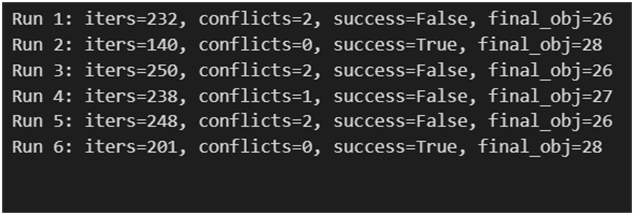 Run 1: iters=232, conflicts=2, success=False, final_obj=26
Run 2: iters=140, conflicts=0, success=True, final_obj=28
Run 3: iters=250, conflicts=2, success=False, final_obj=26
Run 4: iters=238, conflicts=1, success=False, final_obj=27
Run 5: iters=248, conflicts=2, success=False, final_obj=26
Run 6: iters=201, conflicts=0, success=True, final_obj=28